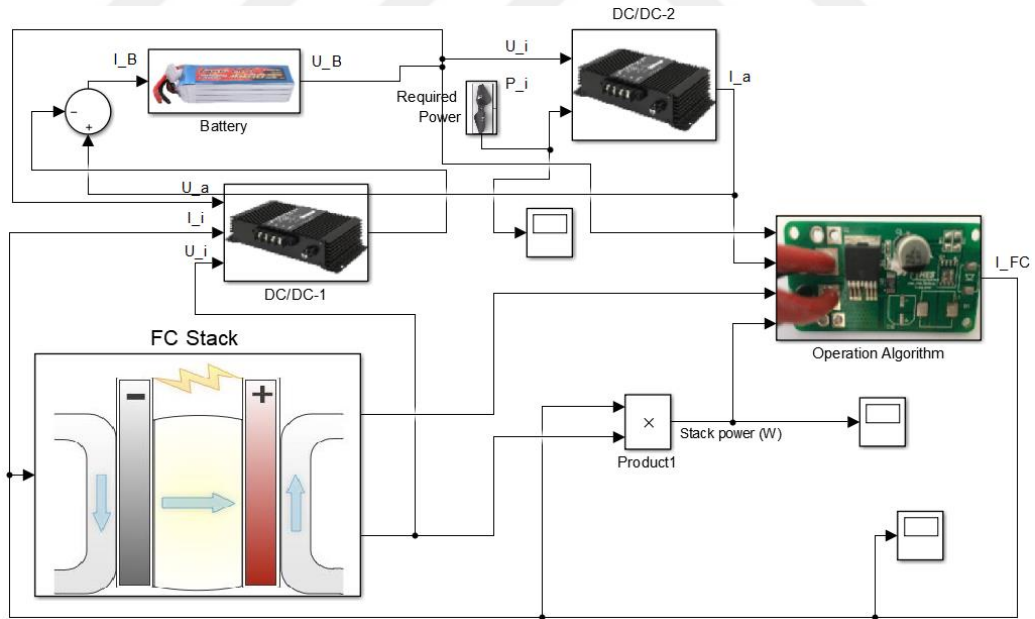 DC/DC-2
I_B
U_B
U_i
I_a
P_i
Required
Power
Battery
U_a
I_i
U_i
DC/DC-1
I_FC
Operation Algorithm
FC Stack
Stack power (W)
Product1